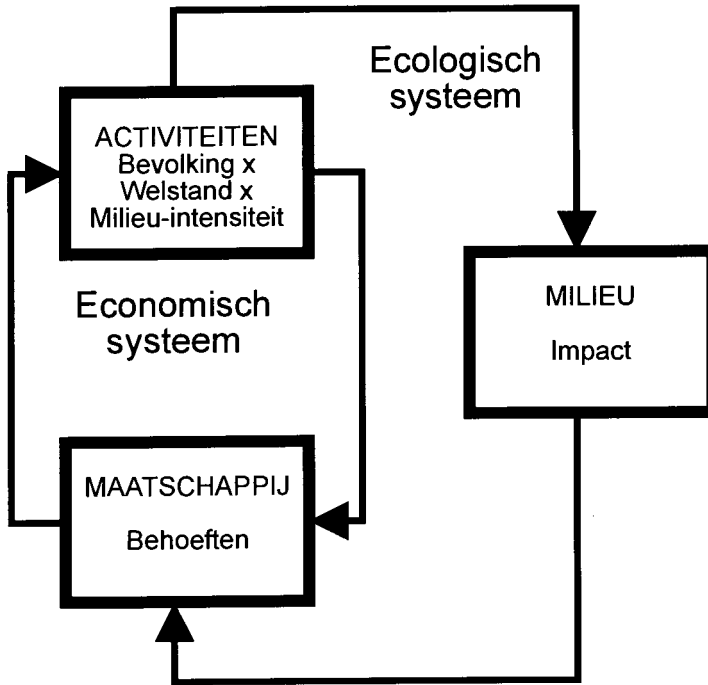 Ecologisch
systeem
ACTIVITEITEN
Bevolking x
Welstand x
Milieu-intensiteit
Economisch
systeem
MILIEU
Impact
MAATSCHAPPIJ
Behoeften